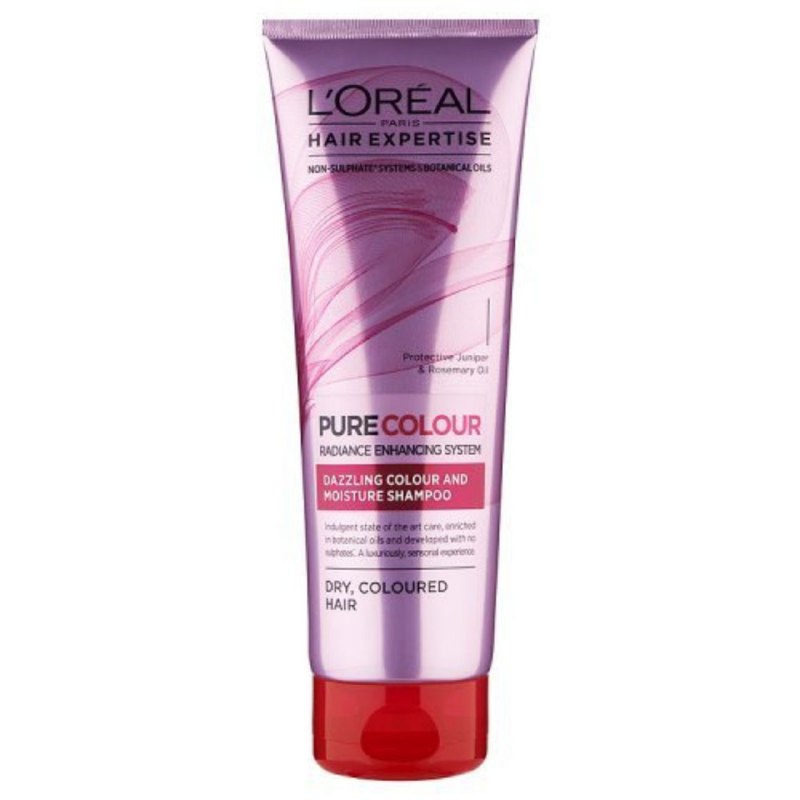 L'ORÉAL
PARIS
HAIR EXPERTISE
NON-SULPHATE* SYSTEMS & BOTANICAL OILS
Protective Juniper
& Rosemary Oil
PURECOLOUR
RADIANCE ENHANCING SYSTEM
DAZZLING COLOUR AND
MOISTURE SHAMPOO
Indulgent state of the art care, enriched
in botanical oils and developed with no
sulphates*. A luxuriously, sensorial experience.
DRY, COLOURED
HAIR